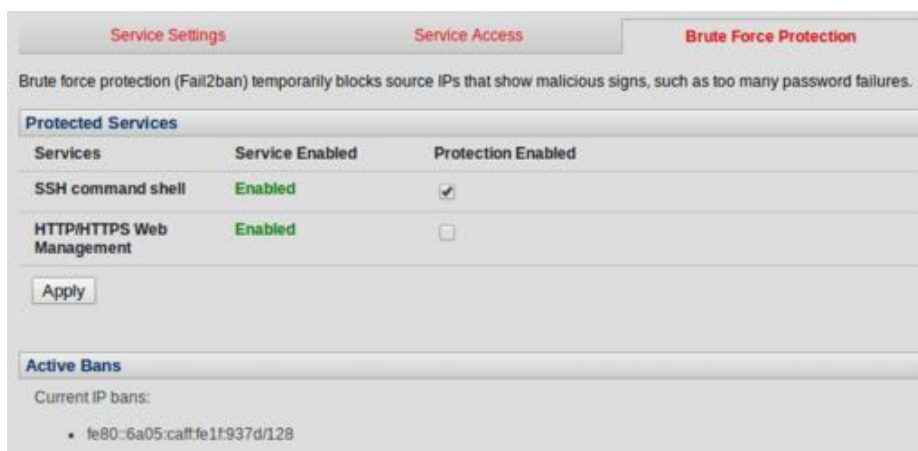 Service Settings Service Access Brute Force Protection
Brute force protection (Fail2ban) temporarily blocks source IPs that show malicious signs, such as too many password failures.
Protected Services
Services Service Enabled Protection Enabled
SSH command shell Enabled
HTTP/HTTPS Web Management Enabled
Apply
Active Bans
Current IP bans:
• fe80::6a05:caff:fe1f:937d/128